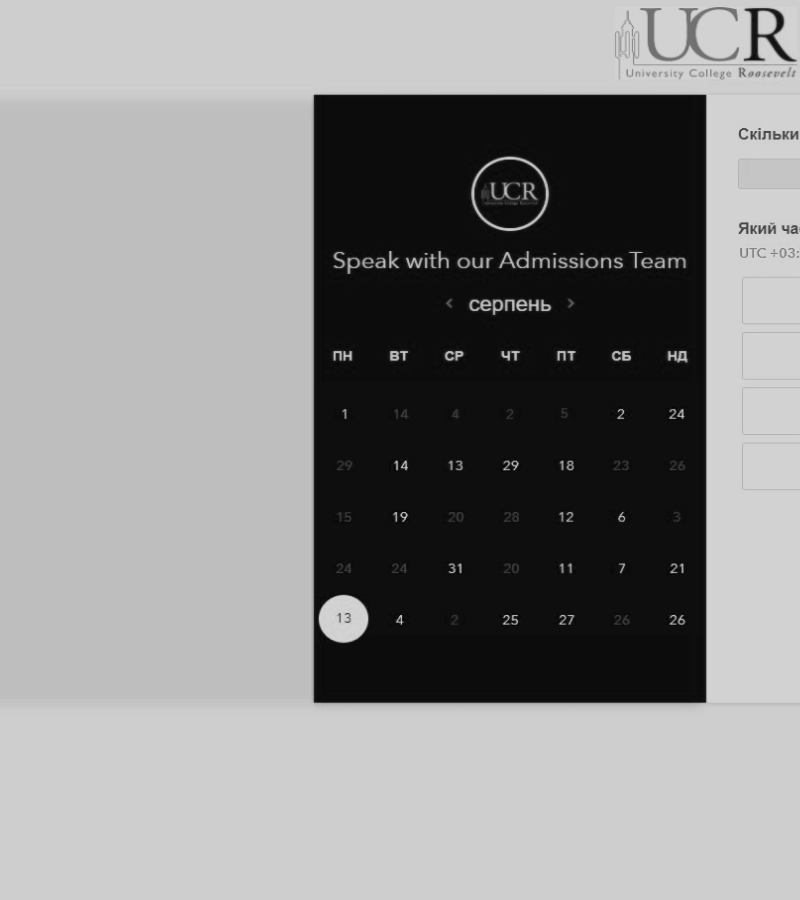 UCR
University College Roosevelt
UCR
Speak with our Admissions Team
< серпень >
ПН ВТ СР ЧТ ПТ СБ НД
1 14 4 2 5 2 24
29 14 13 29 18 23 26
15 19 20 28 12 6 3
24 24 31 20 11 7 21
13 4 2 25 27 26 26
Скільки
Який ча
UTC +03: